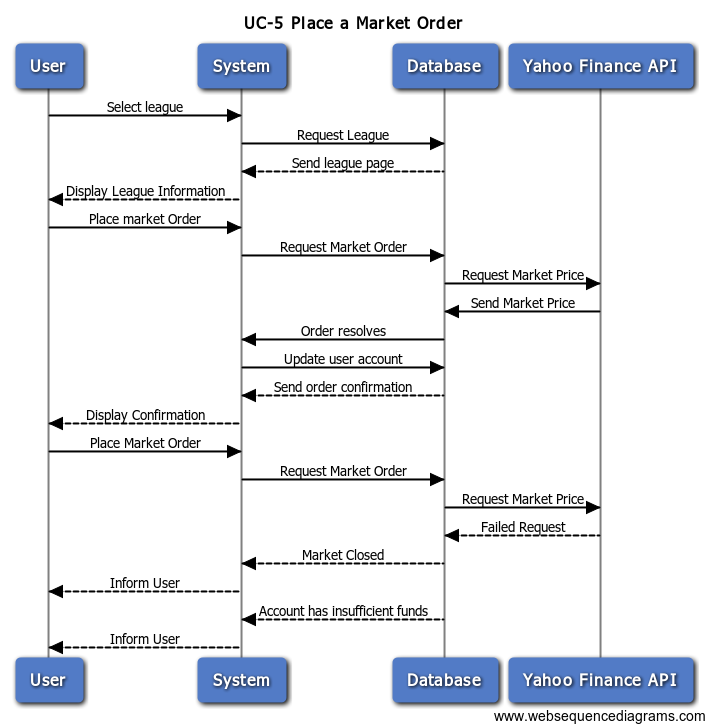 UC-5 Place a Market Order
User
System
Database
Yahoo Finance API
Select league
Request League
Send league page
Display League Information
Place market Order
Request Market Order
Request Market Price
Send Market Price
Order resolves
Update user account
Send order confirmation
Display Confirmation
Place Market Order
Request Market Order
Request Market Price
Failed Request
Market Closed
Inform User
Account has insufficient funds
Inform User
User
System
Database
Yahoo Finance API
www.websequencediagrams.com